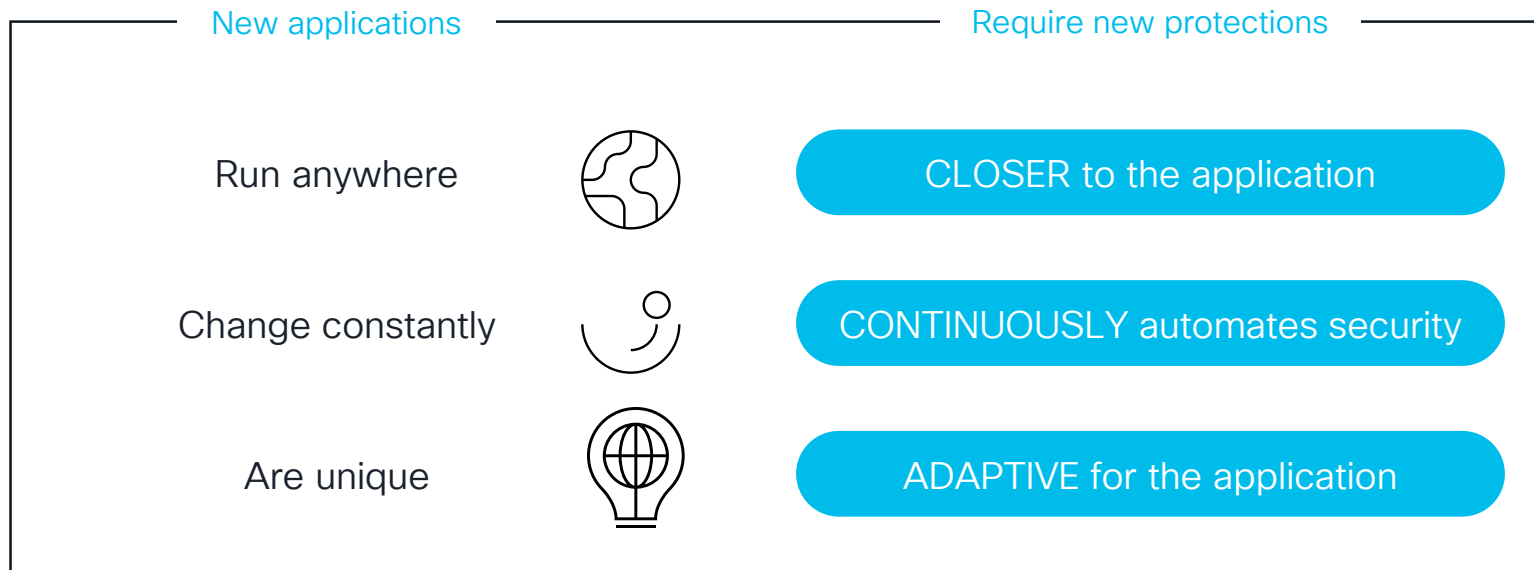 New applications
Require new protections
Run anywhere
CLOSER to the application
Change constantly
CONTINUOUSLY automates security
Are unique
ADAPTIVE for the application